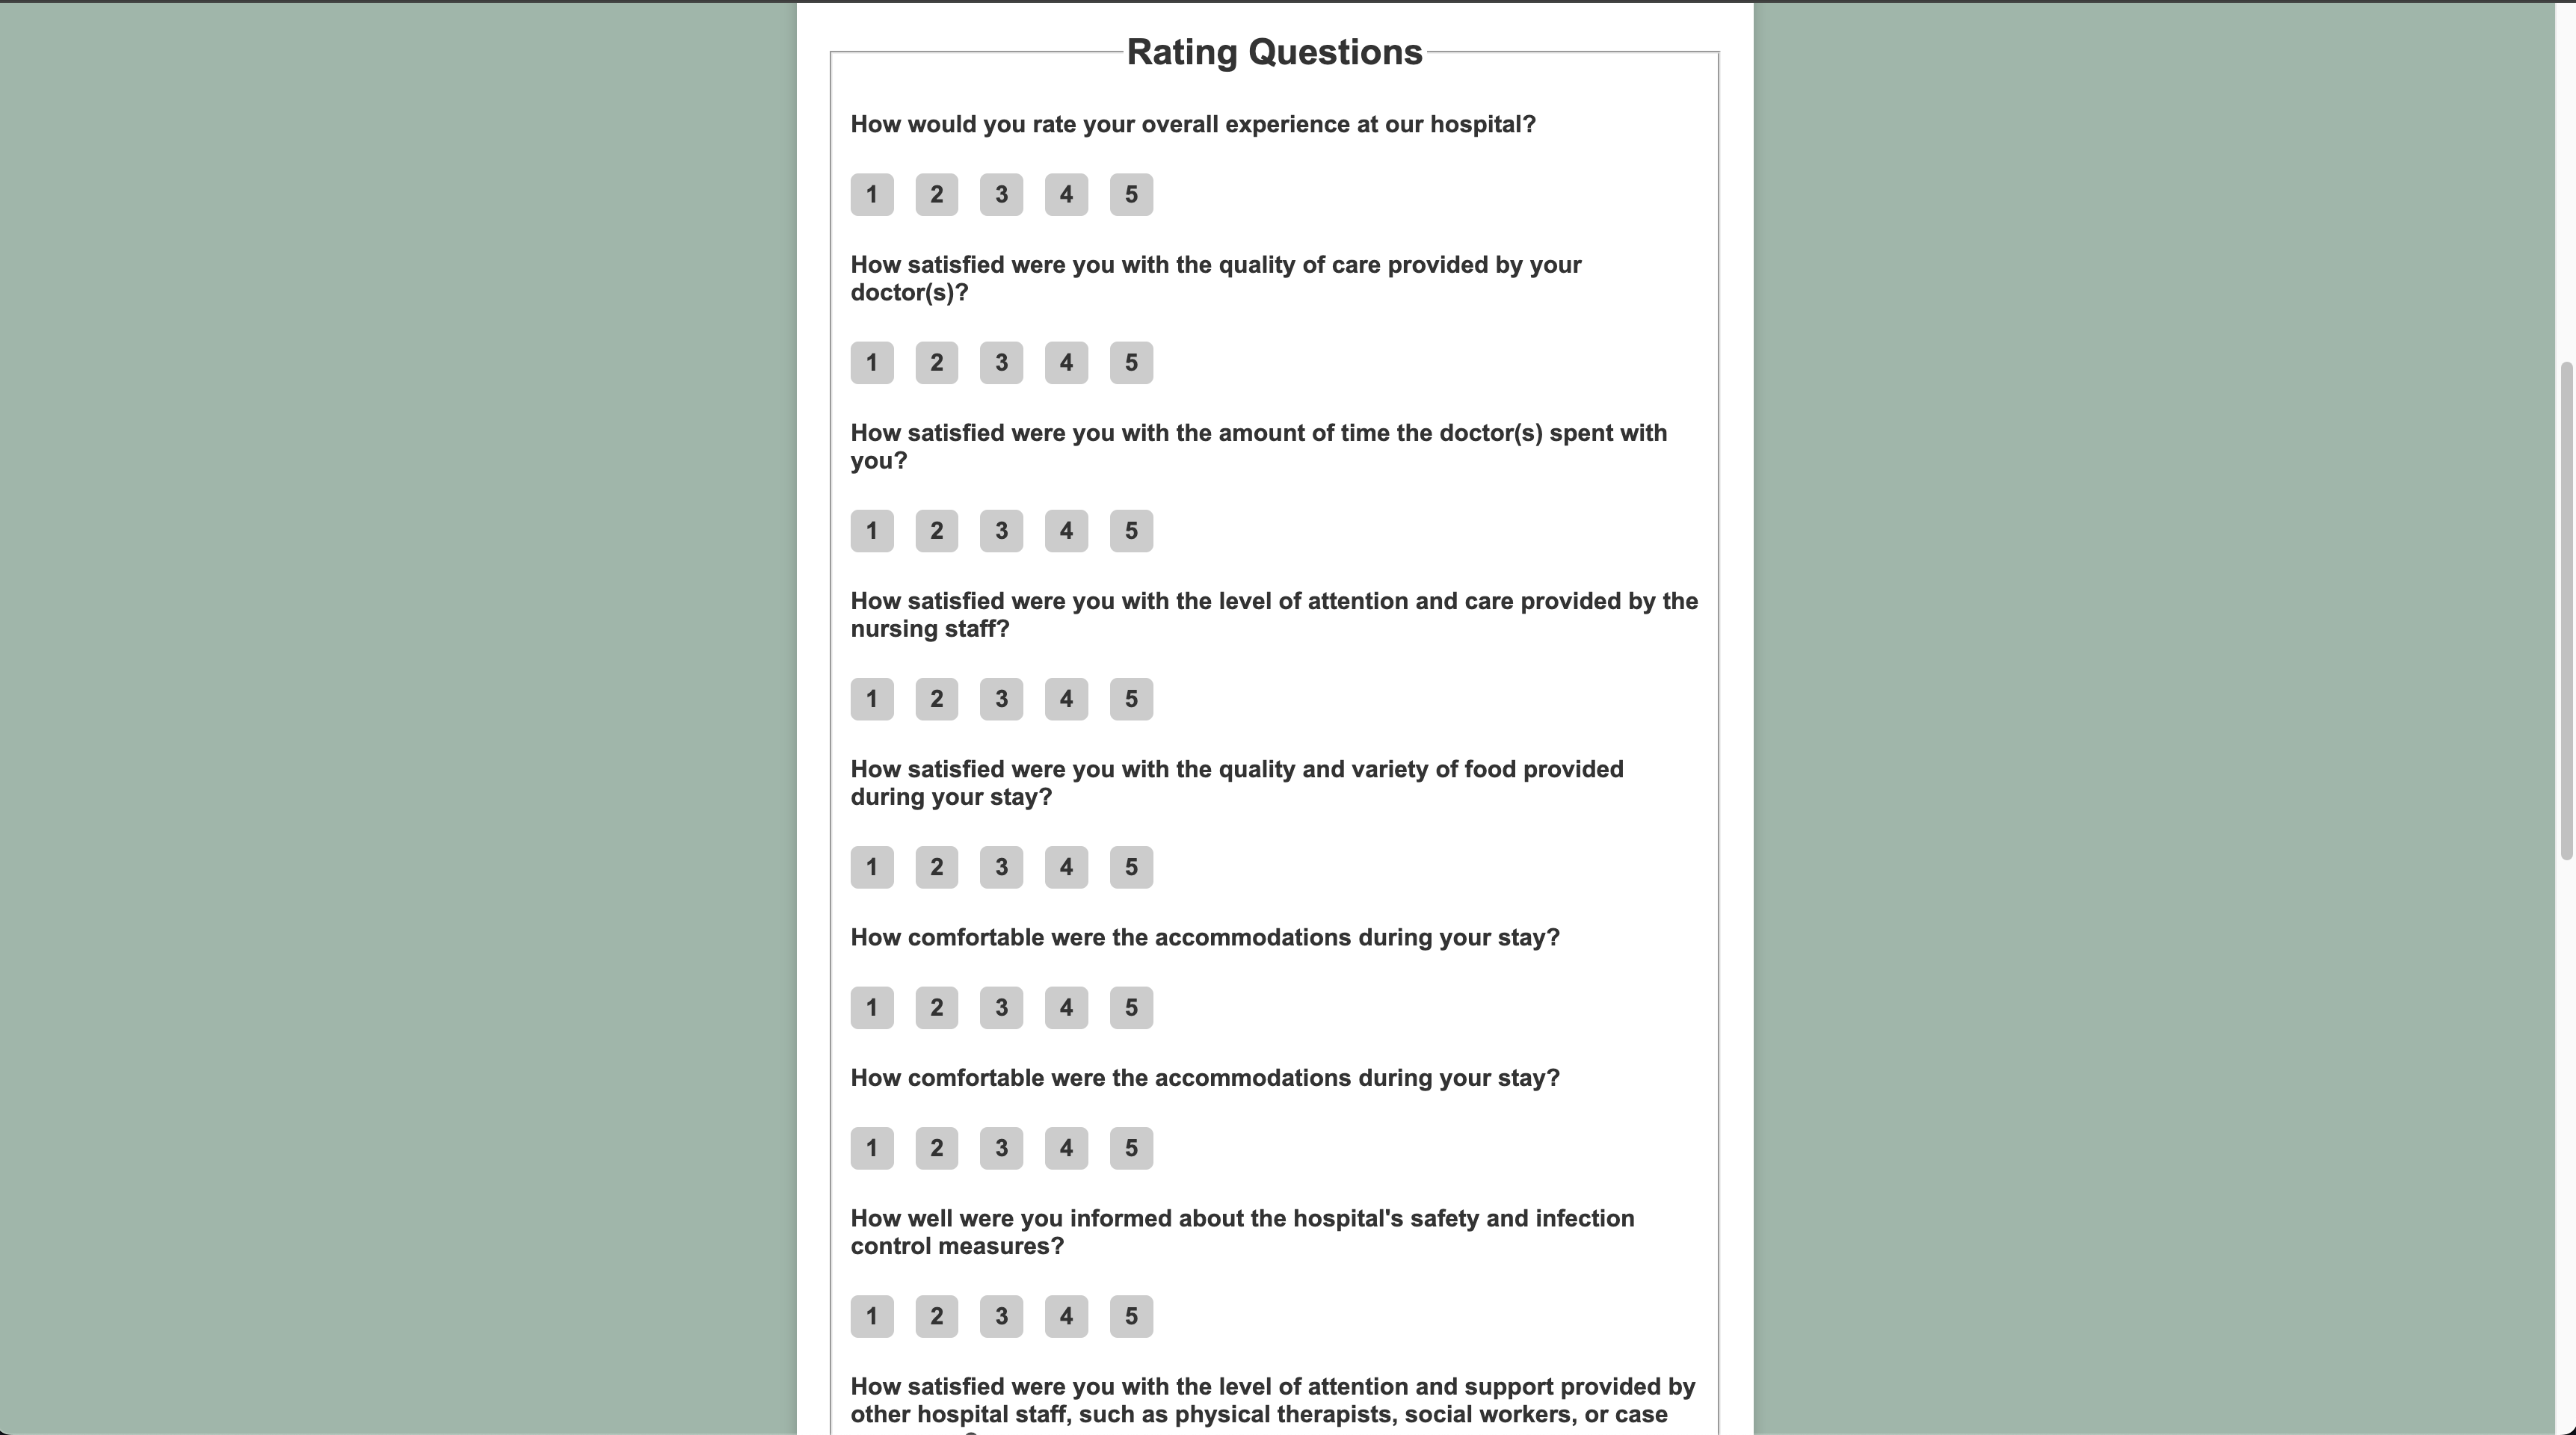 Rating Questions
How would you rate your overall experience at our hospital?
1 2 3 4 5
How satisfied were you with the quality of care provided by your
doctor(s)?
1 2 3 4 5
How satisfied were you with the amount of time the doctor(s) spent with
you?
1 2 3 4 5
How satisfied were you with the level of attention and care provided by the
nursing staff?
1 2 3 4 5
How satisfied were you with the quality and variety of food provided
during your stay?
1 2 3 4 5
How comfortable were the accommodations during your stay?
1 2 3 4 5
How comfortable were the accommodations during your stay?
1 2 3 4 5
How well were you informed about the hospital's safety and infection
control measures?
1 2 3 4 5
How satisfied were you with the level of attention and support provided by
other hospital staff, such as physical therapists, social workers, or case